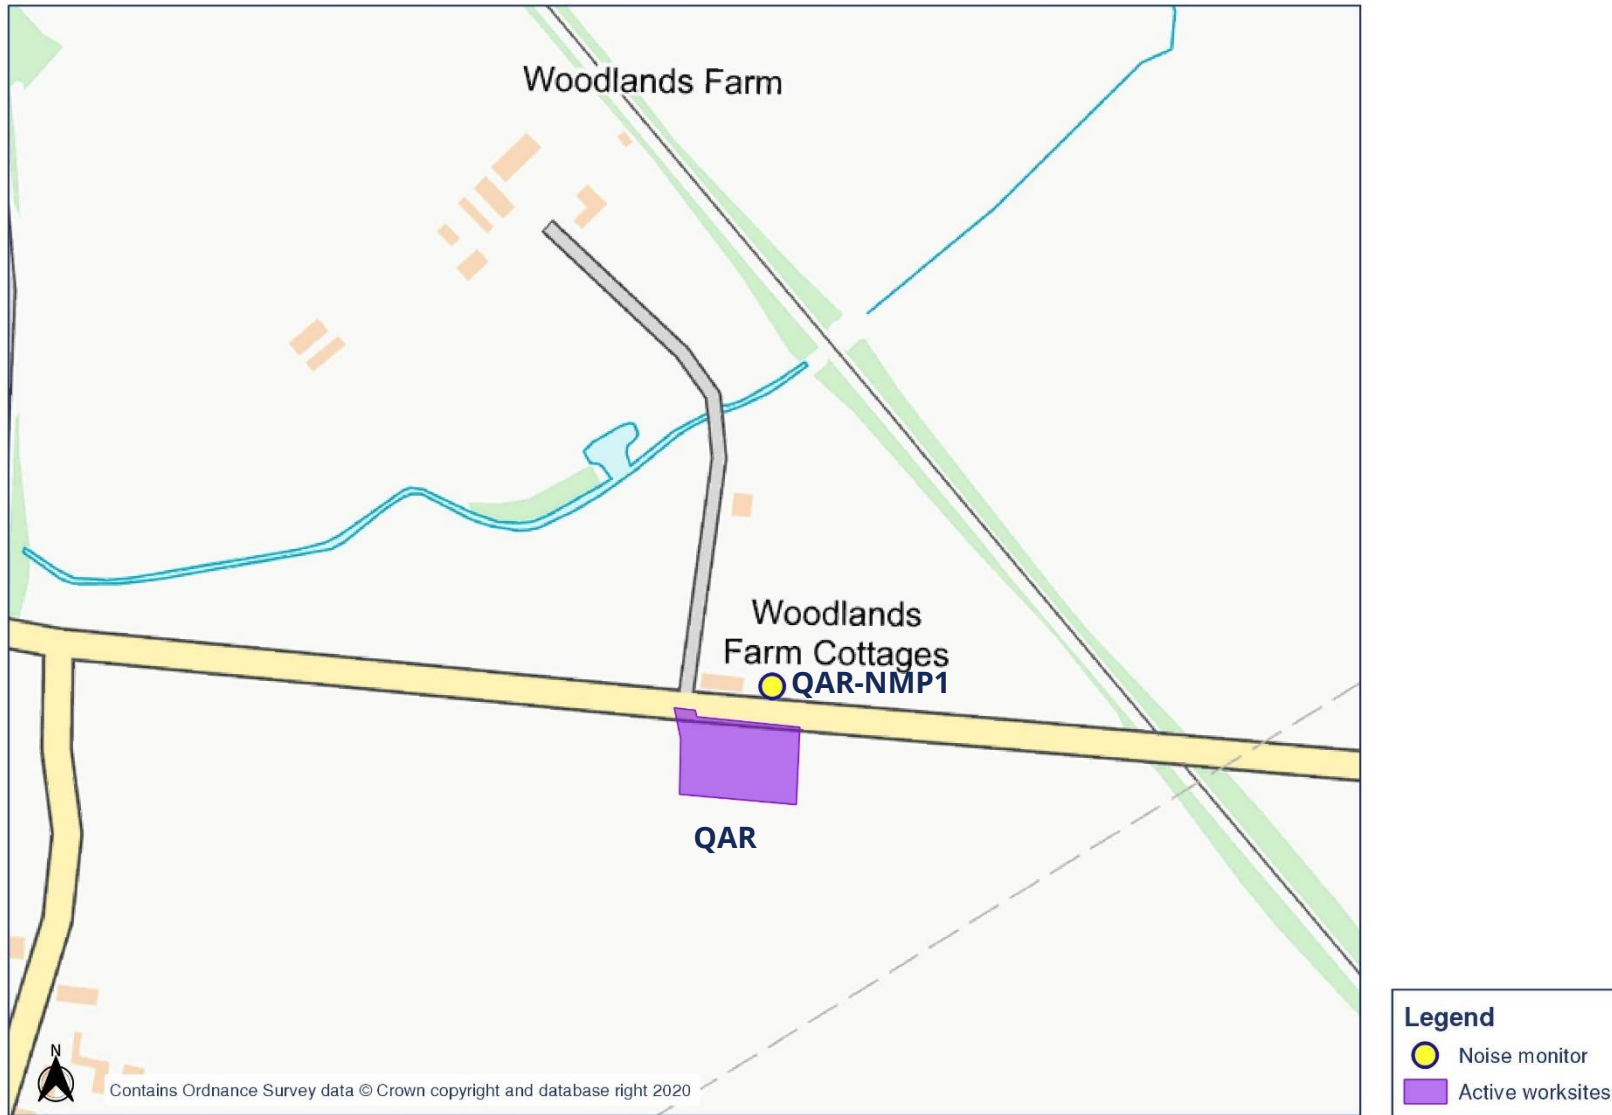 Woodlands Farm
Woodlands
Farm Cottages
QAR-NMP1
QAR
N
Contains Ordnance Survey data © Crown copyright and database right 2020
Legend
Noise monitor
Active worksites